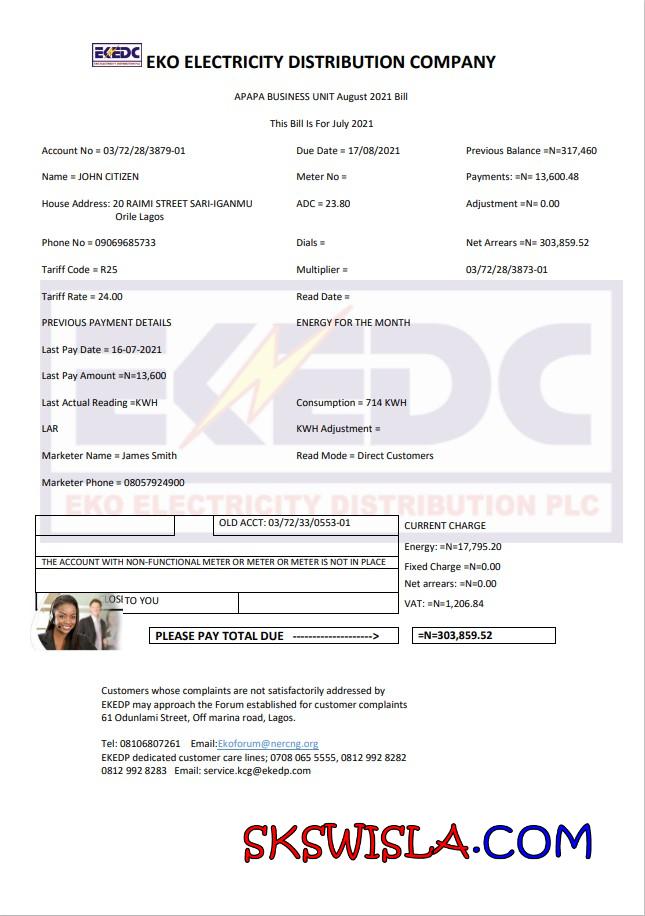 EKEDC
EKO ELECTRICITY DISTRIBUTION PLC
EKO ELECTRICITY DISTRIBUTION COMPANY
APAPA BUSINESS UNIT August 2021 Bill
This Bill Is For July 2021
Account No = 03/72/28/3879-01 Due Date = 17/08/2021 Previous Balance =N=317,460
Name = JOHN CITIZEN Meter No = Payments: =N= 13,600.48
House Address: 20 RAIMI STREET SARI-IGANMU ADC = 23.80 Adjustment =N= 0.00
Orile Lagos
Phone No = 09069685733 Dials = Net Arrears =N= 303,859.52
Tariff Code = R25 Multiplier = 03/72/28/3873-01
Tariff Rate = 24.00 Read Date =
PREVIOUS PAYMENT DETAILS ENERGY FOR THE MONTH
Last Pay Date = 16-07-2021
Last Pay Amount =N=13,600
Last Actual Reading =KWH Consumption = 714 KWH
LAR KWH Adjustment =
Marketer Name = James Smith Read Mode = Direct Customers
Marketer Phone = 08057924900
EKEDC
EKO ELECTRICITY DISTRIBUTION PLC
OLD ACCT: 03/72/33/0553-01 CURRENT CHARGE
Energy: =N=17,795.20
THE ACCOUNT WITH NON-FUNCTIONAL METER OR METER OR METER IS NOT IN PLACE Fixed Charge =N=0.00
Net arrears: =N=0.00
LOSI TO YOU VAT: =N=1,206.84
PLEASE PAY TOTAL DUE --------------------> =N=303,859.52
Customers whose complaints are not satisfactorily addressed by
EKEDP may approach the Forum established for customer complaints
61 Odunlami Street, Off marina road, Lagos.
Tel: 08106807261 Email:Ekoforum@nercng.org
EKEDP dedicated customer care lines; 0708 065 5555, 0812 992 8282
0812 992 8283 Email: service.kcg@ekedp.com
SKSWISLA.COM